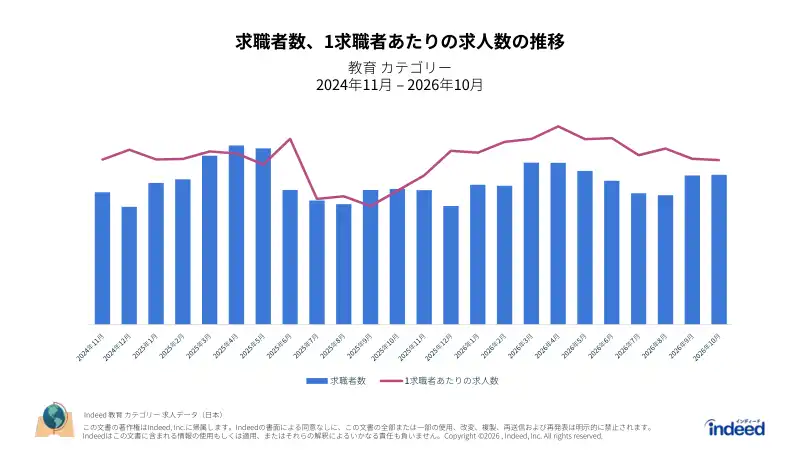 求職者数、1求職者あたりの求人数の推移
教育 カテゴリー
2024年11月 – 2026年10月
2024年11月
2024年12月
2025年1月
2025年2月
2025年3月
2025年4月
2025年5月
2025年6月
2025年7月
2025年8月
2025年9月
2025年10月
2025年11月
2025年12月
2026年1月
2026年2月
2026年3月
2026年4月
2026年5月
2026年6月
2026年7月
2026年8月
2026年9月
2026年10月
求職者数
1求職者あたりの求人数
Indeed 教育 カテゴリー 求人データ（日本）
この文書の著作権はIndeed, Inc.に帰属します。Indeedの書面による同意なしに、この文書の全部または一部の使用、改変、複製、再送信および再発表は明示的に禁止されます。
Indeedはこの文書に含まれる情報の使用もしくは適用、またはそれらの解釈によるいかなる責任も負いません。Copyright ©2026 , Indeed, Inc. All rights reserved.
インディード
indeed